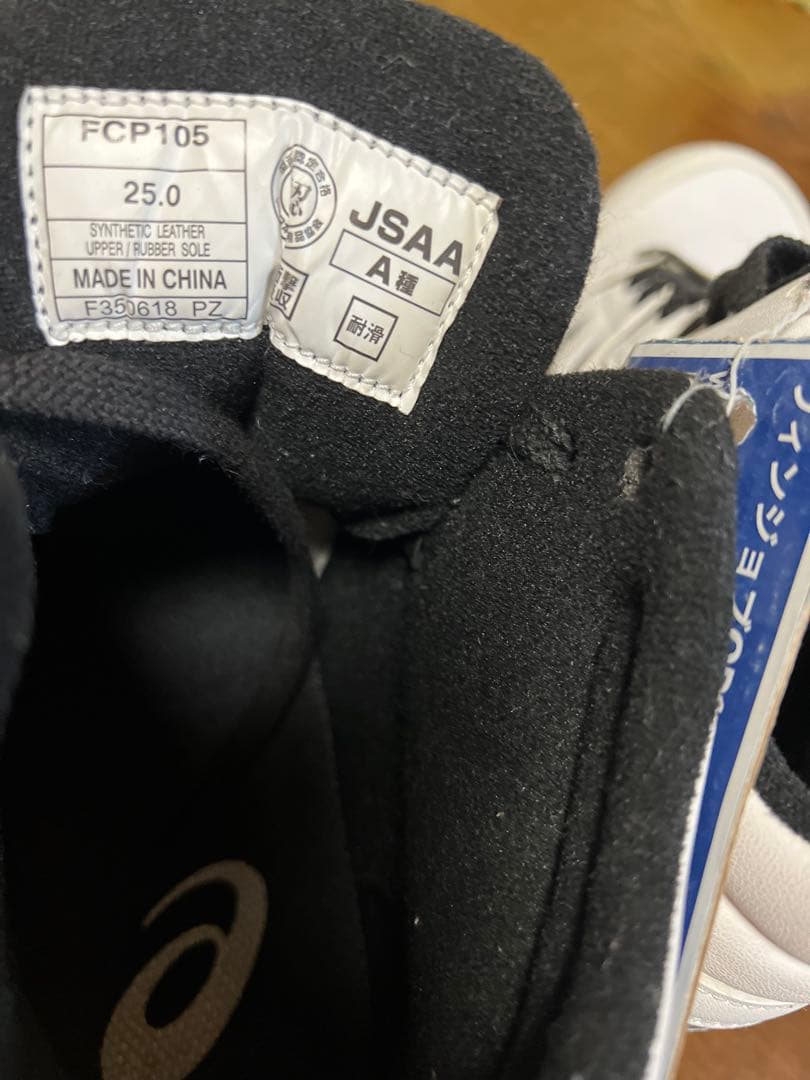 FCP105
25.0
SYNTHETIC LEATHER
UPPER / RUBBER SOLE
MADE IN CHINA
F350618 PZ
JSAA
A種
耐滑
ウィンジョブ